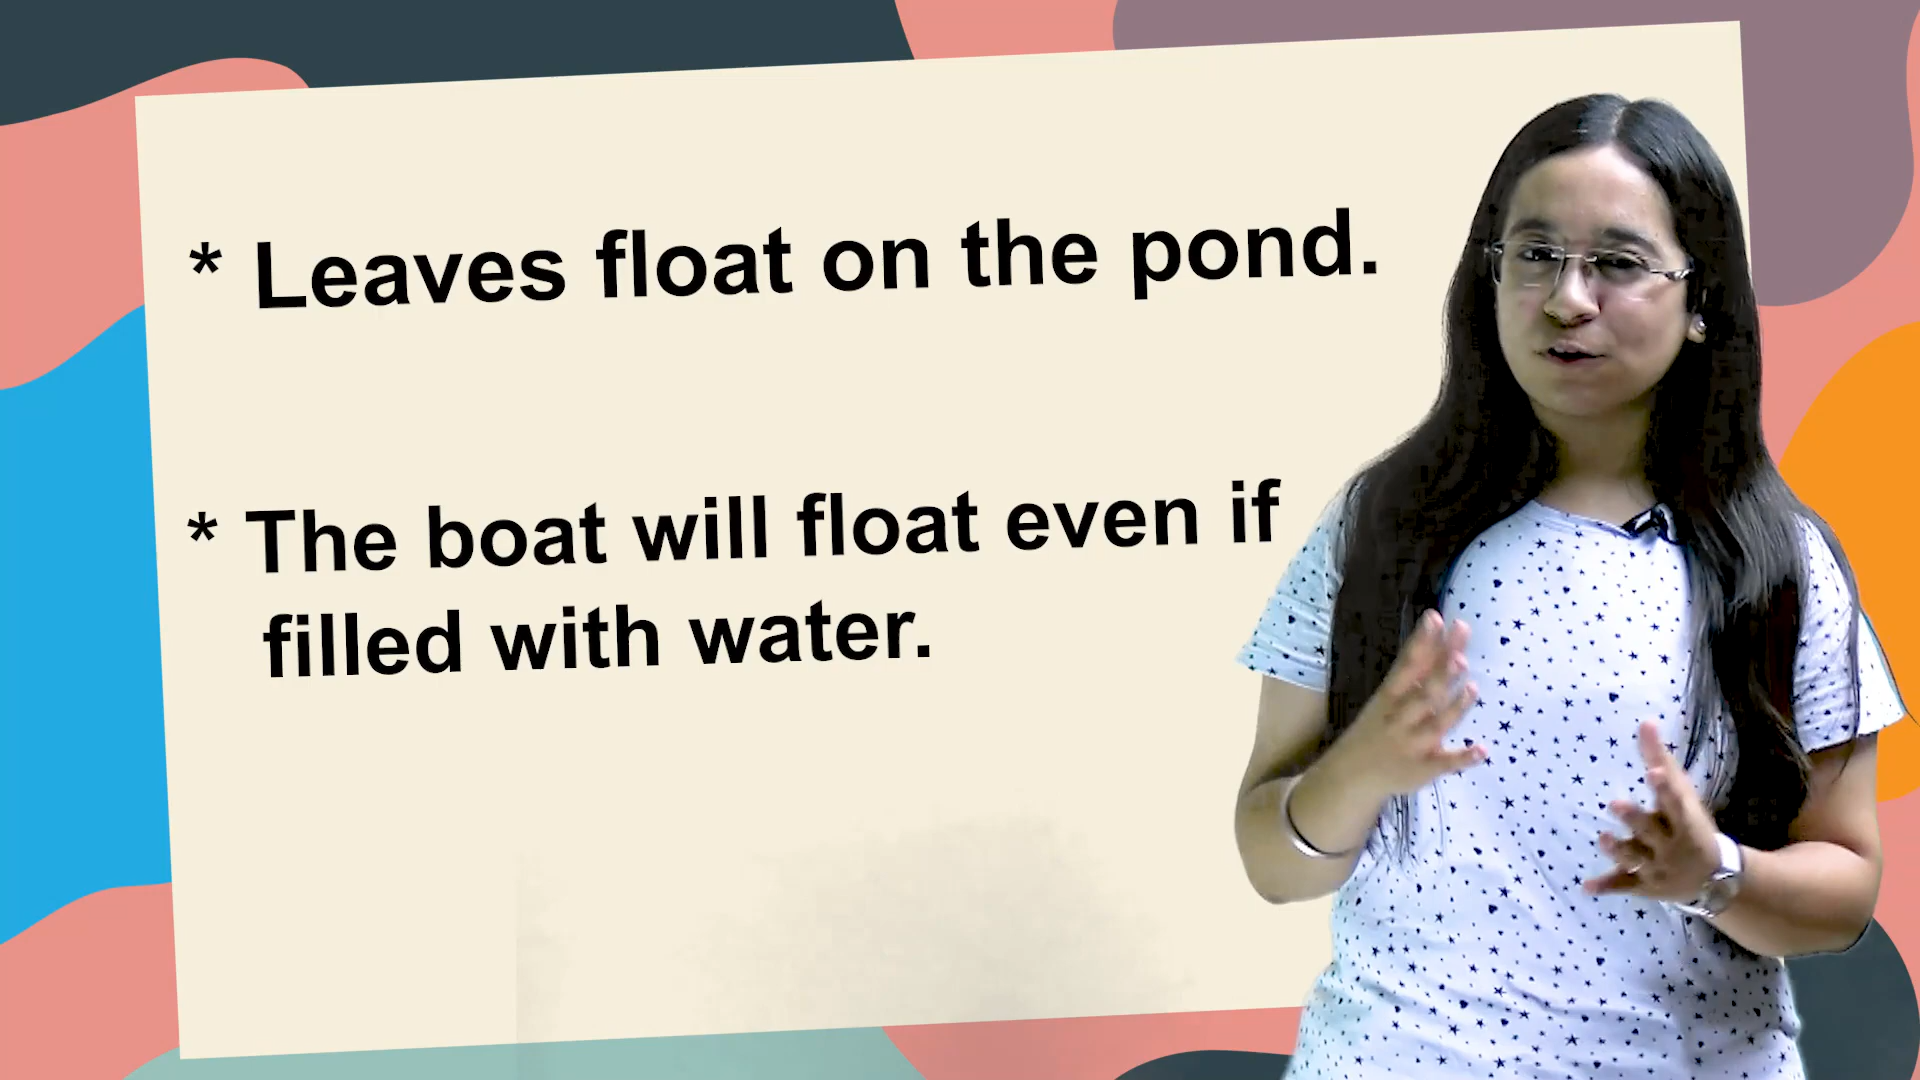 * Leaves float on the pond.
* The boat will float even if
filled with water.